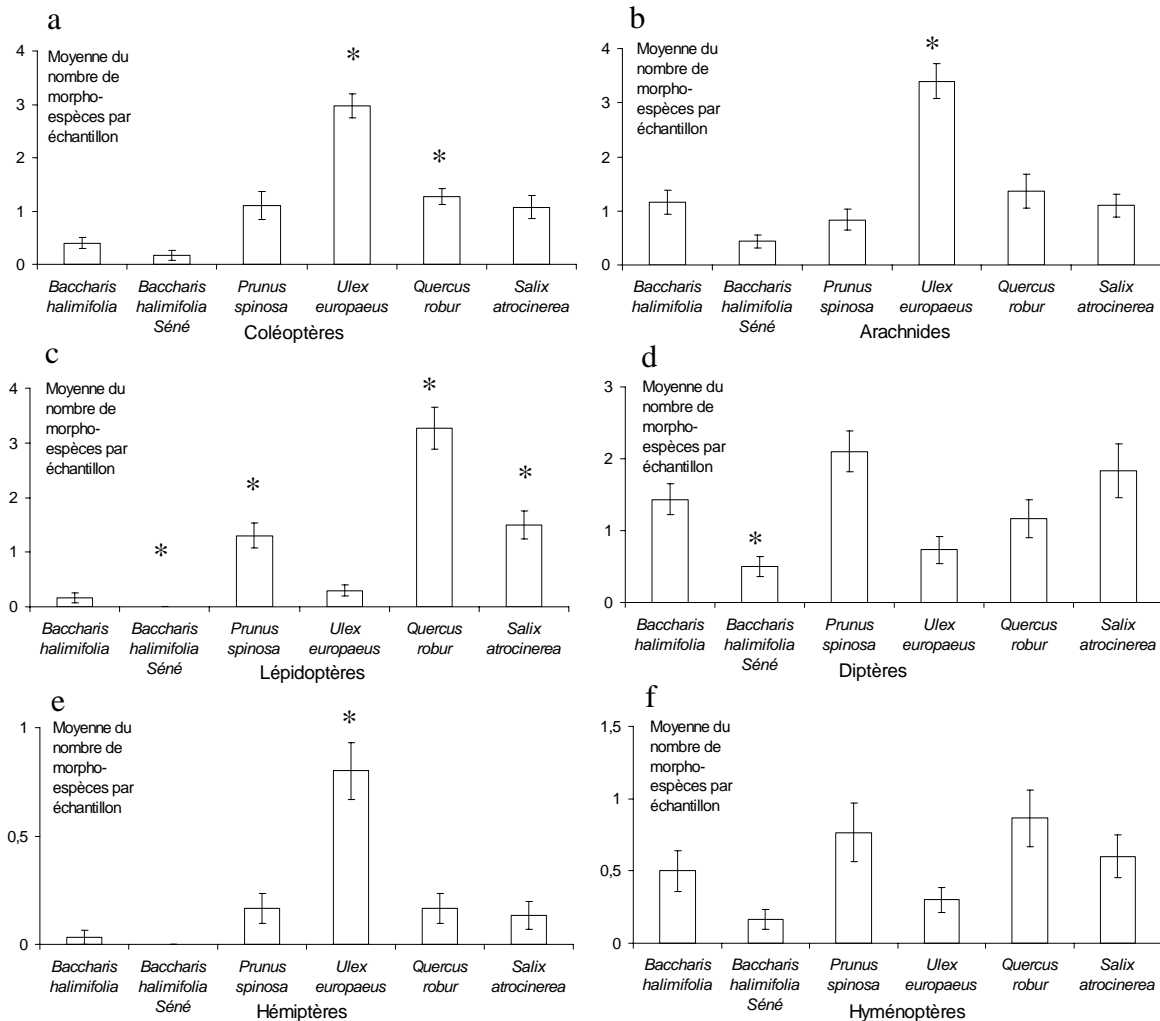 a
4
3
2
1
0
Moyenne du
nombre de
morpho-
espèces par
échantillon
*
*
Baccharis
halimifolia
Baccharis
halimifolia
Séné
Prunus
spinosa
Ulex
europaeus
Quercus
robur
Salix
atrocinerea
Coléoptères
b
4
3
2
1
0
Moyenne du
nombre de
morpho-
espèces par
échantillon
*
Baccharis
halimifolia
Baccharis
halimifolia
Séné
Prunus
spinosa
Ulex
europaeus
Quercus
robur
Salix
atrocinerea
Arachnides
c
4
3
2
1
0
Moyenne du
nombre de
morpho-
espèces par
échantillon
*
*
*
*
Baccharis
halimifolia
Baccharis
halimifolia
Séné
Prunus
spinosa
Ulex
europaeus
Quercus
robur
Salix
atrocinerea
Lépidoptères
d
3
2
1
0
Moyenne du
nombre de
morpho-
espèces par
échantillon
*
Baccharis
halimifolia
Baccharis
halimifolia
Séné
Prunus
spinosa
Ulex
europaeus
Quercus
robur
Salix
atrocinerea
Diptères
e
1
0,5
0
Moyenne du
nombre de
morpho-
espèces par
échantillon
*
Baccharis
halimifolia
Baccharis
halimifolia
Séné
Prunus
spinosa
Ulex
europaeus
Quercus
robur
Salix
atrocinerea
Hémiptères
f
1,5
1
0,5
0
Moyenne du
nombre de
morpho-
espèces par
échantillon
Baccharis
halimifolia
Baccharis
halimifolia
Séné
Prunus
spinosa
Ulex
europaeus
Quercus
robur
Salix
atrocinerea
Hyménoptères